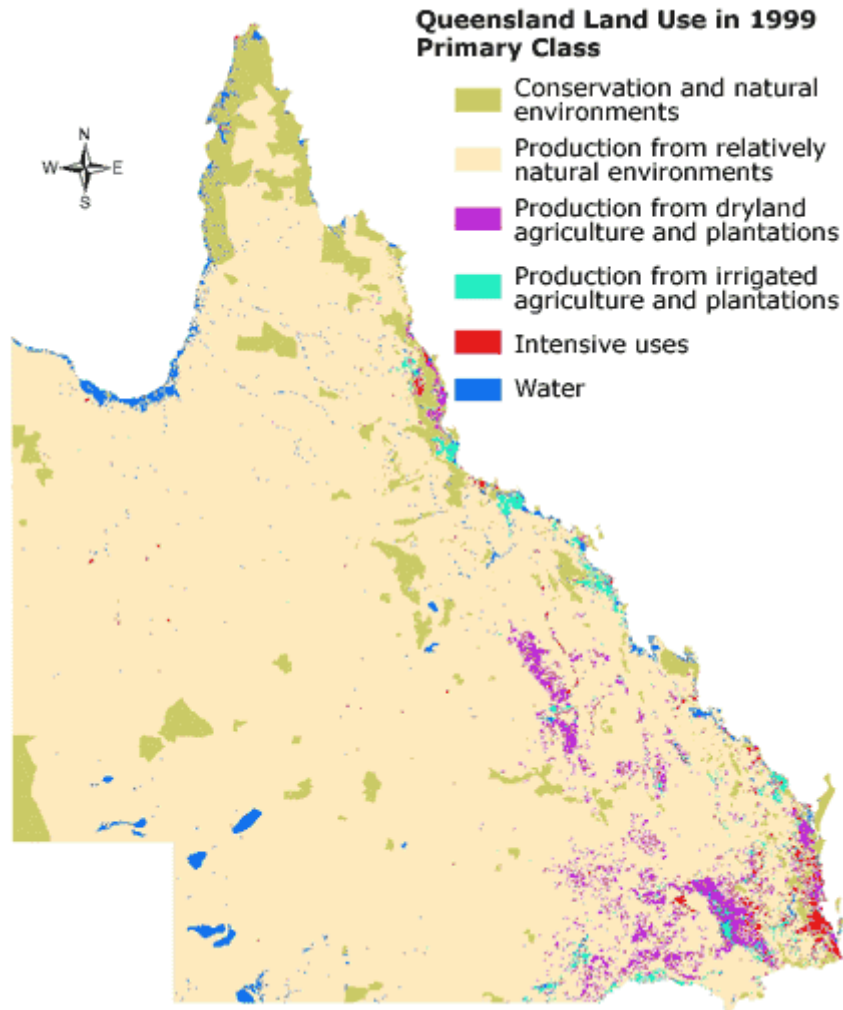 Queensland Land Use in 1999
Primary Class
Conservation and natural
environments
Production from relatively
natural environments
Production from dryland
agriculture and plantations
Production from irrigated
agriculture and plantations
Intensive uses
Water
N
W E
S